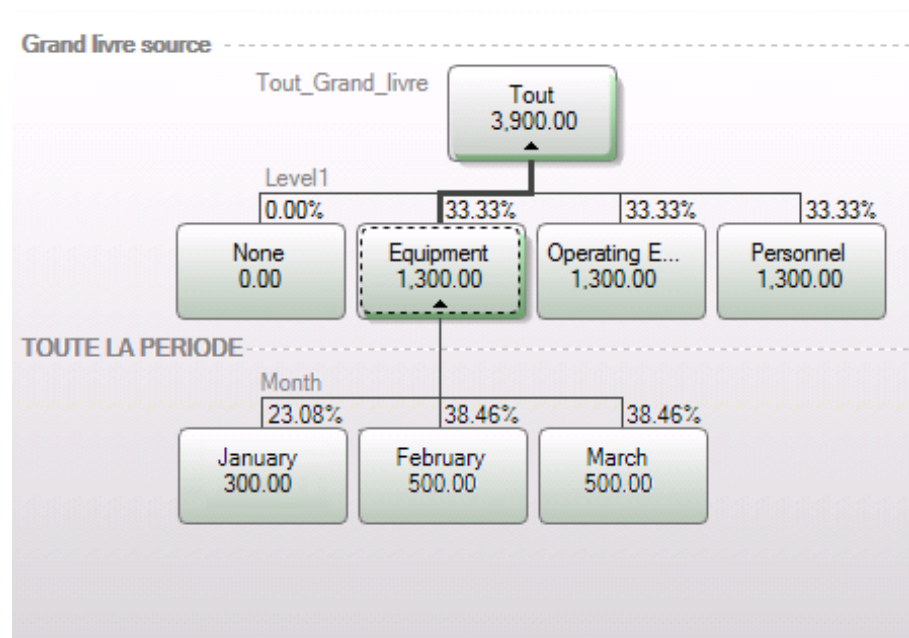 Grand livre source
Tout_Grand_livre
Tout
3,900.00
Level1
0.00%
33.33%
33.33%
33.33%
None
0.00
Equipment
1,300.00
Operating E...
1,300.00
Personnel
1,300.00
TOUTE LA PERIODE
Month
23.08%
38.46%
38.46%
January
300.00
February
500.00
March
500.00